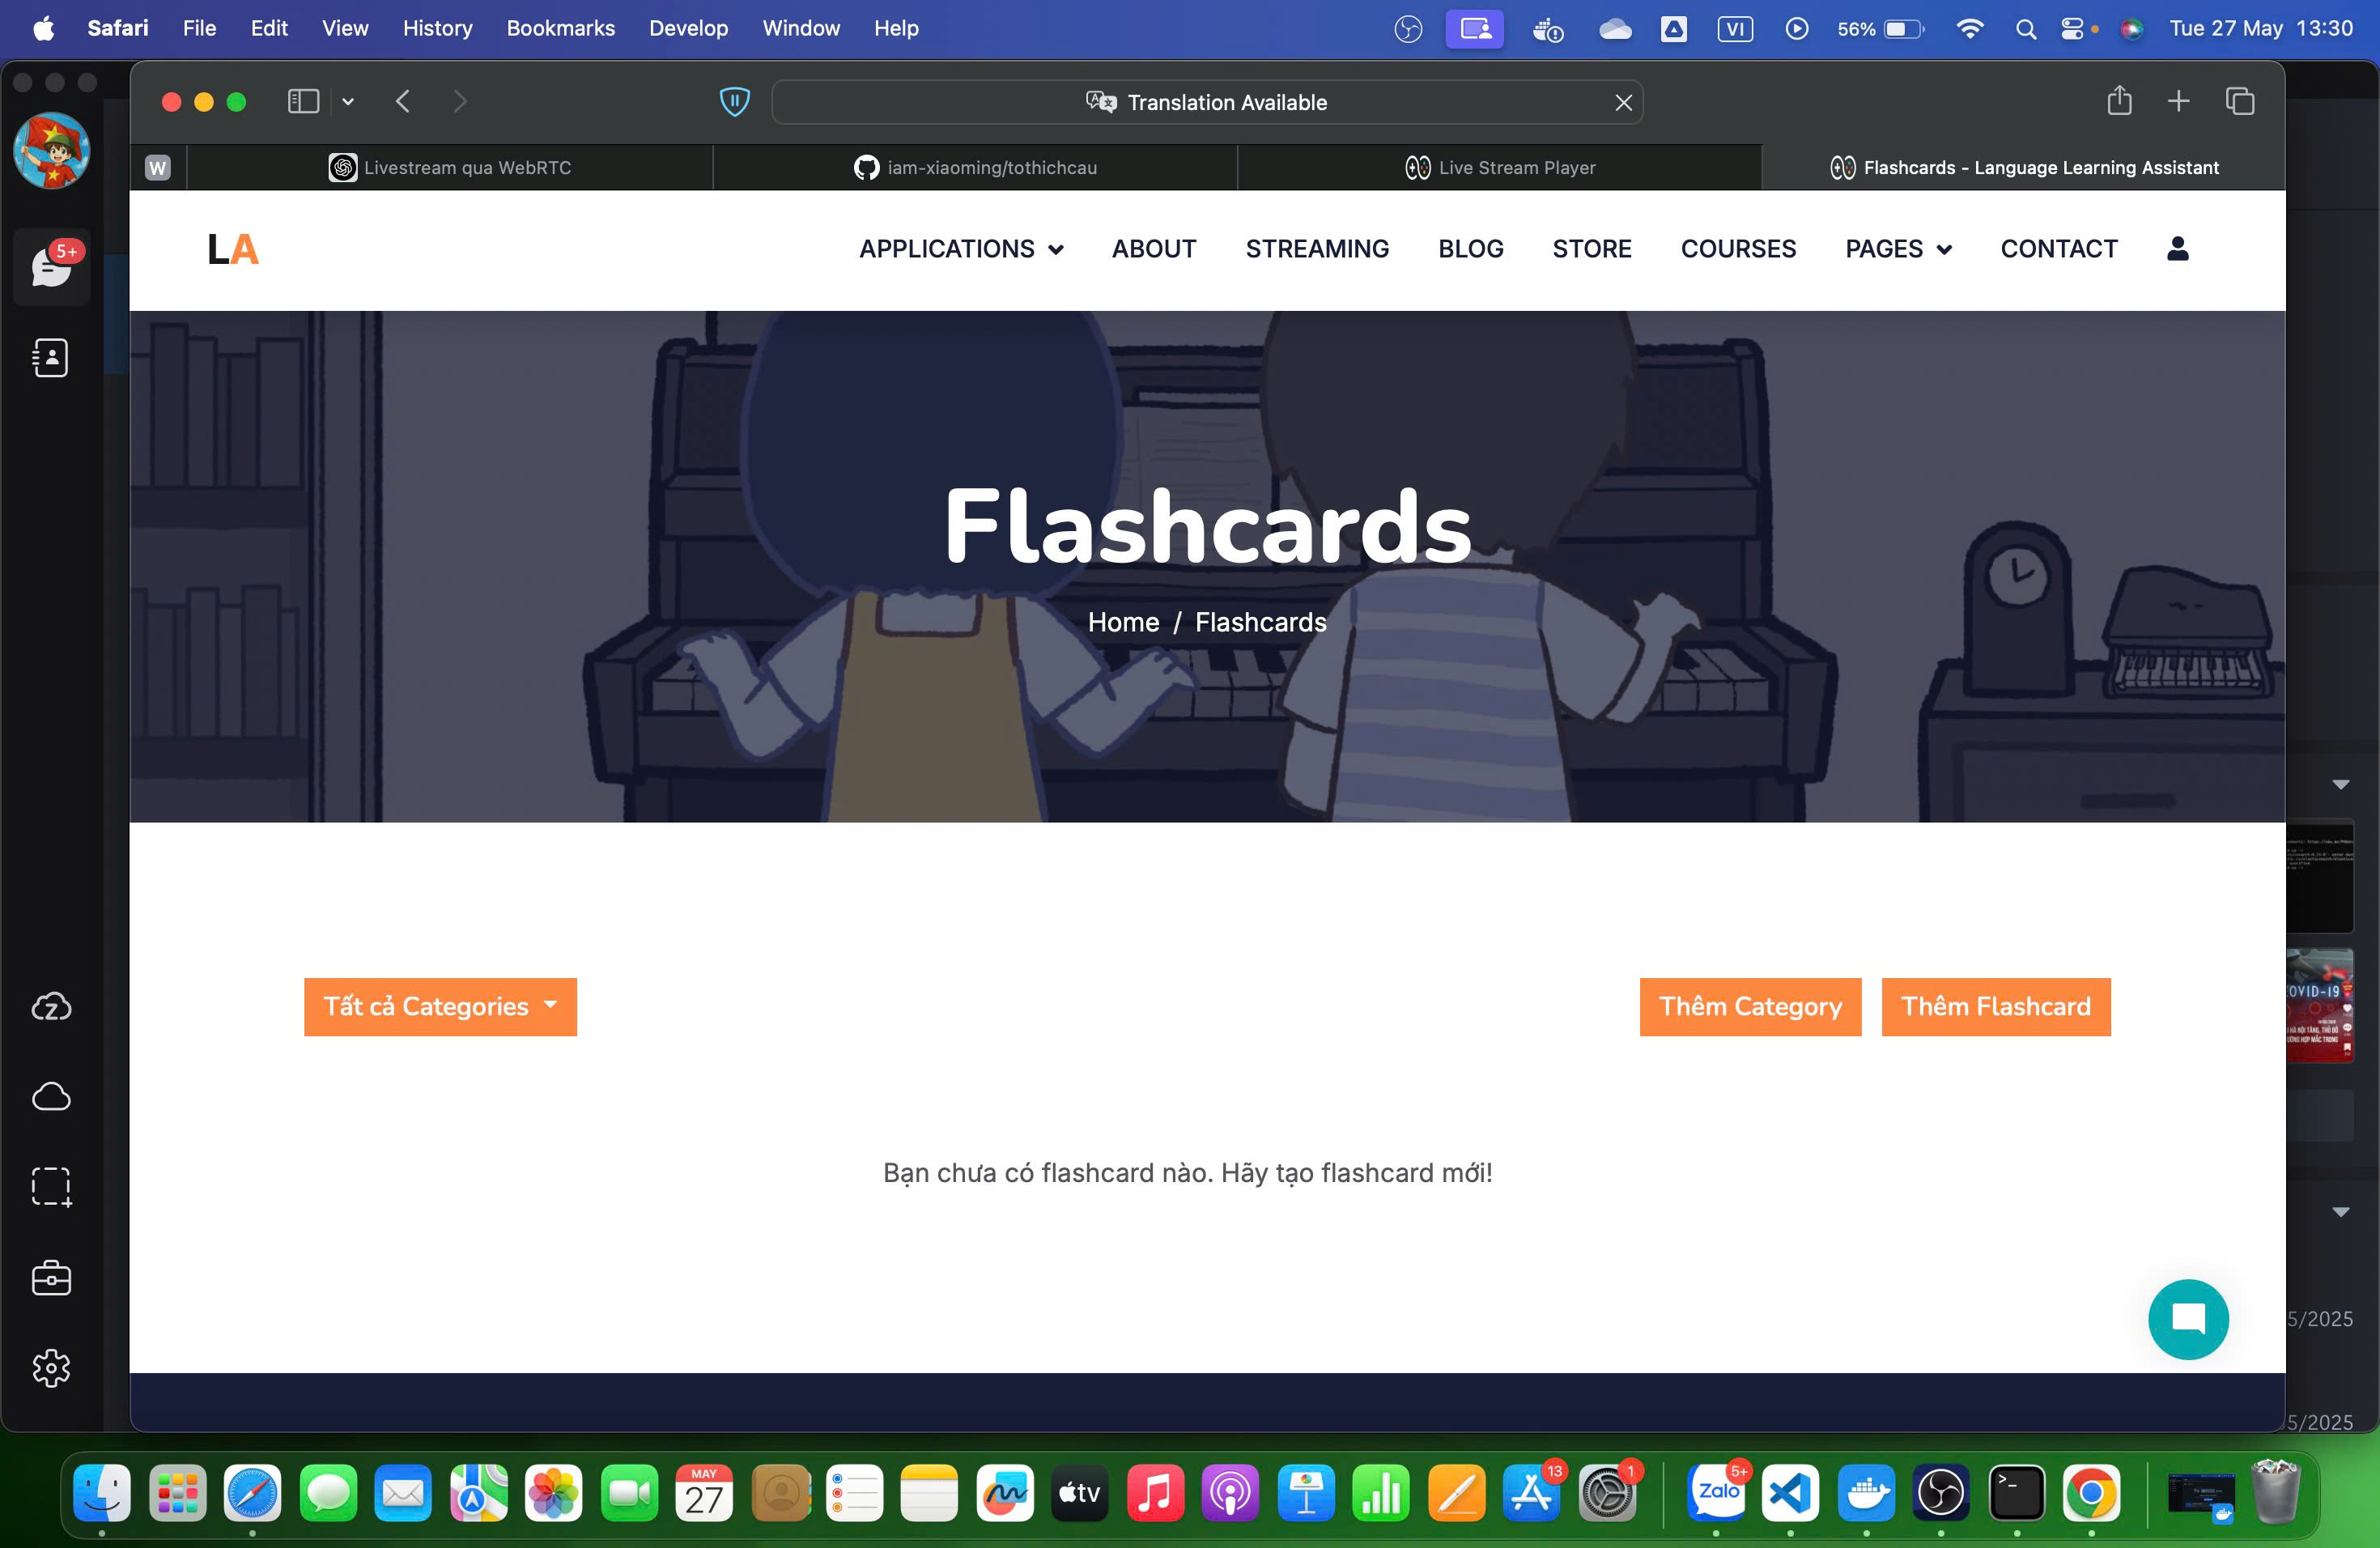 Safari File Edit View History Bookmarks Develop Window Help VI 56% Tue 27 May 13:30
Translation Available
5+
W Livestream qua WebRTC iam-xiaoming/tothichcau Live Stream Player Flashcards - Language Learning Assistant
LA APPLICATIONS ABOUT STREAMING BLOG STORE COURSES PAGES CONTACT
Flashcards
Home / Flashcards
Tất cả Categories Thêm Category Thêm Flashcard
OVID-19
Bạn chưa có flashcard nào. Hãy tạo flashcard mới!
5/2025
5/2025
MAY
27
tv
13
1
Zalo
5+